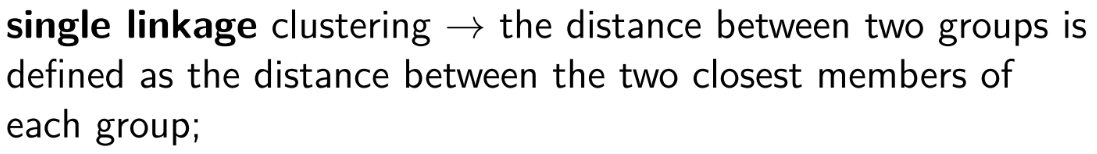 single linkage clustering → the distance between two groups is
defined as the distance between the two closest members of
each group;